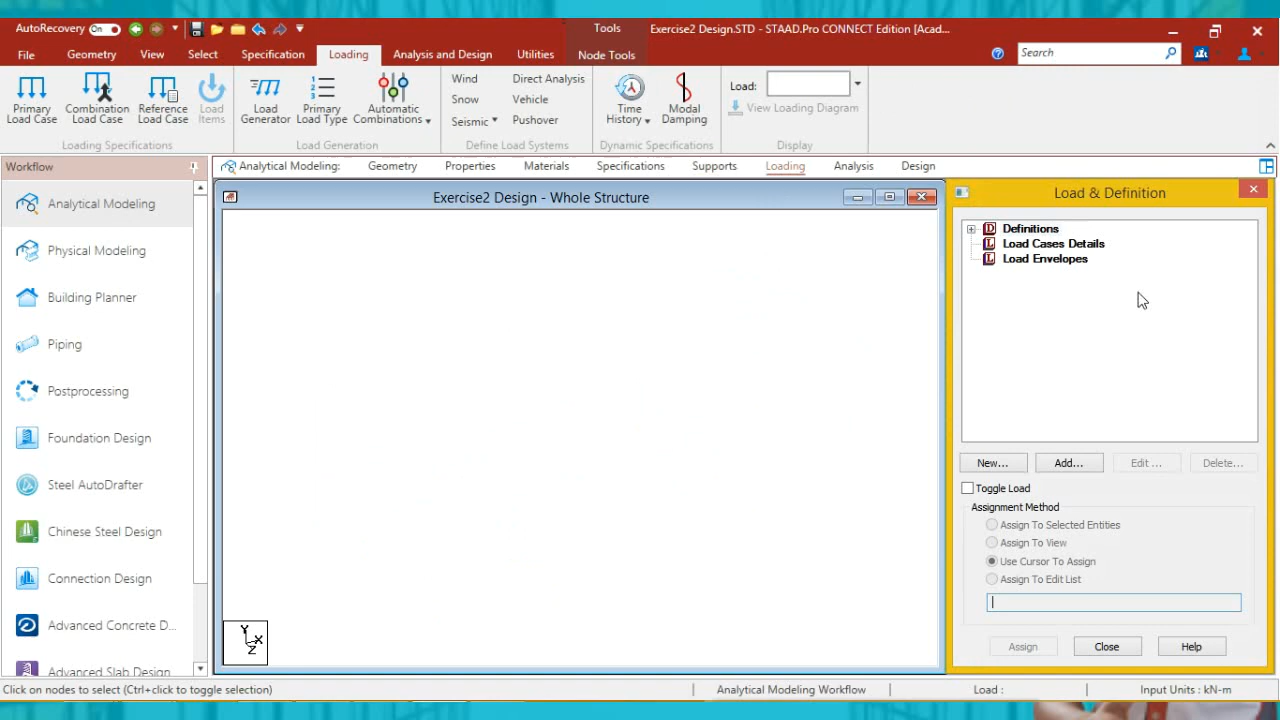 AutoRecovery On
Tools
Exercise2 Design.STD - STAAD.Pro CONNECT Edition [Acad...
File Geometry View Select Specification Loading Analysis and Design Utilities Node Tools
Search
Primary Load Case
Combination Load Case
Reference Load Case
Load Items
Loading Specifications
Load Generator
Primary Load Type
Automatic Combinations
Load Generation
Wind
Snow
Seismic
Direct Analysis
Vehicle
Pushover
Define Load Systems
Time History
Modal Damping
Dynamic Specifications
Load:
View Loading Diagram
Display
Workflow
Analytical Modeling: Geometry Properties Materials Specifications Supports Loading Analysis Design
Analytical Modeling
Physical Modeling
Building Planner
Piping
Postprocessing
Foundation Design
Steel AutoDrafter
Chinese Steel Design
Connection Design
Advanced Concrete D...
Advanced Slab Design
Exercise2 Design - Whole Structure
Y
X
Z
Load & Definition
D Definitions
L Load Cases Details
L Load Envelopes
New... Add... Edit ... Delete...
Toggle Load
Assignment Method
Assign To Selected Entities
Assign To View
Use Cursor To Assign
Assign To Edit List
Assign Close Help
Click on nodes to select (Ctrl+click to toggle selection)
Analytical Modeling Workflow
Load :
Input Units : kN-m